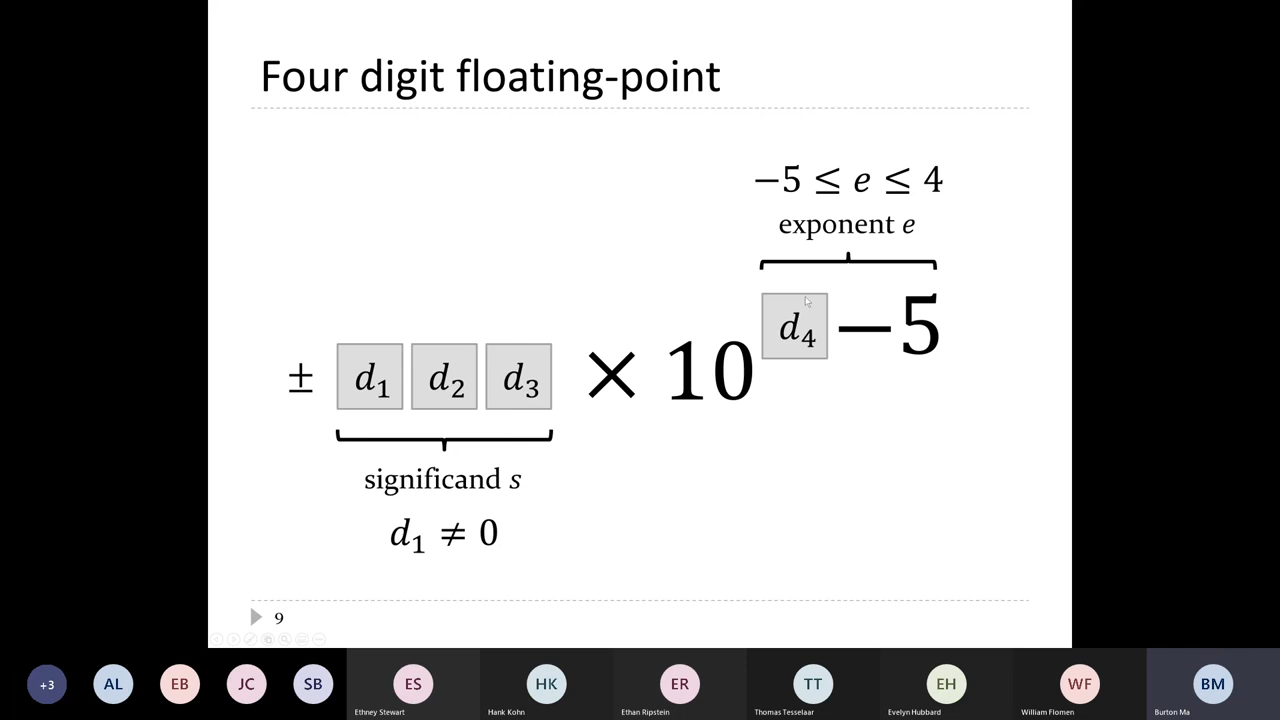 Four digit floating-point
−5 ≤ e ≤ 4
exponent e
± d₁ d₂ d₃ × 10^(d₄ −5)
significand s
d₁ ≠ 0
9
+3 AL EB JC SB ES HK ER TT EH WF BM
Ethney Stewart Hank Kohn Ethan Ripstein Thomas Tesselaar Evelyn Hubbard William Flomen Burton Ma